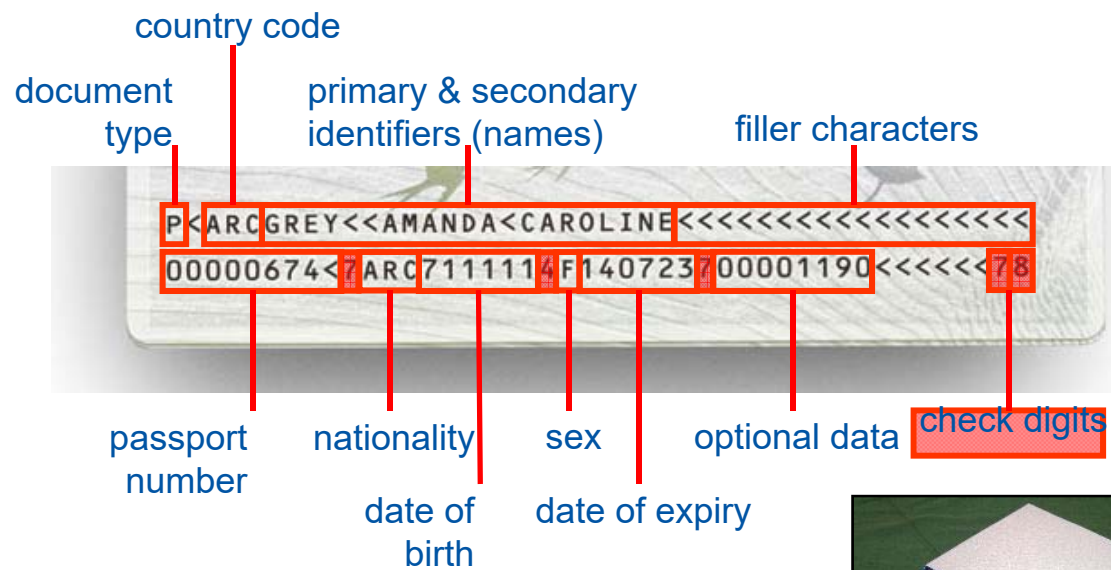 country code
document
type
primary & secondary
identifiers (names)
filler characters
P<ARCGREY<<AMANDA<CAROLINE<<<<<<<<<<<<<<<<<<
00000674<7ARC7111114F140723700001190<<<<<<78
passport
number
nationality
sex
optional data
check digits
date of
birth
date of expiry